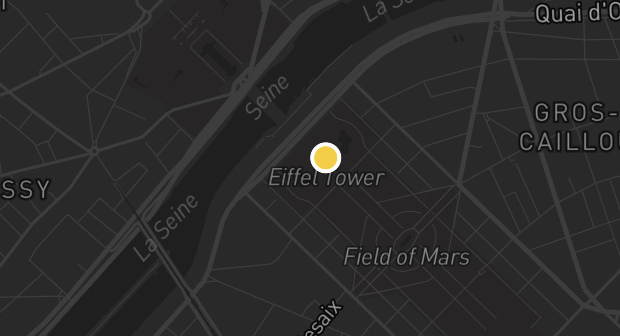 La Seine
Quai d'O
Seine
GROS-
CAILLOU
Eiffel Tower
SSY
La Seine
Field of Mars
esaix